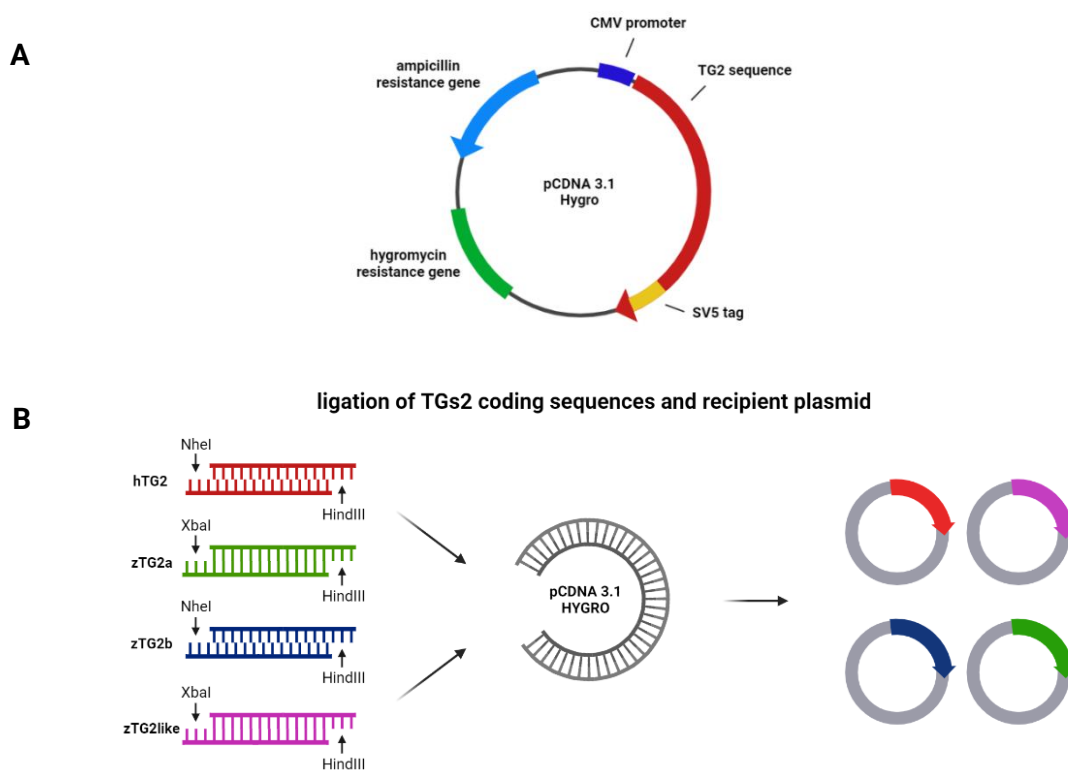 A
CMV promoter
ampicillin
resistance gene
TG2 sequence
pCDNA 3.1
Hygro
hygromycin
resistance gene
SV5 tag
B
ligation of TGs2 coding sequences and recipient plasmid
NheI
hTG2
HindIII
XbaI
zTG2a
HindIII
NheI
zTG2b
HindIII
XbaI
zTG2like
HindIII
pCDNA 3.1
HYGRO